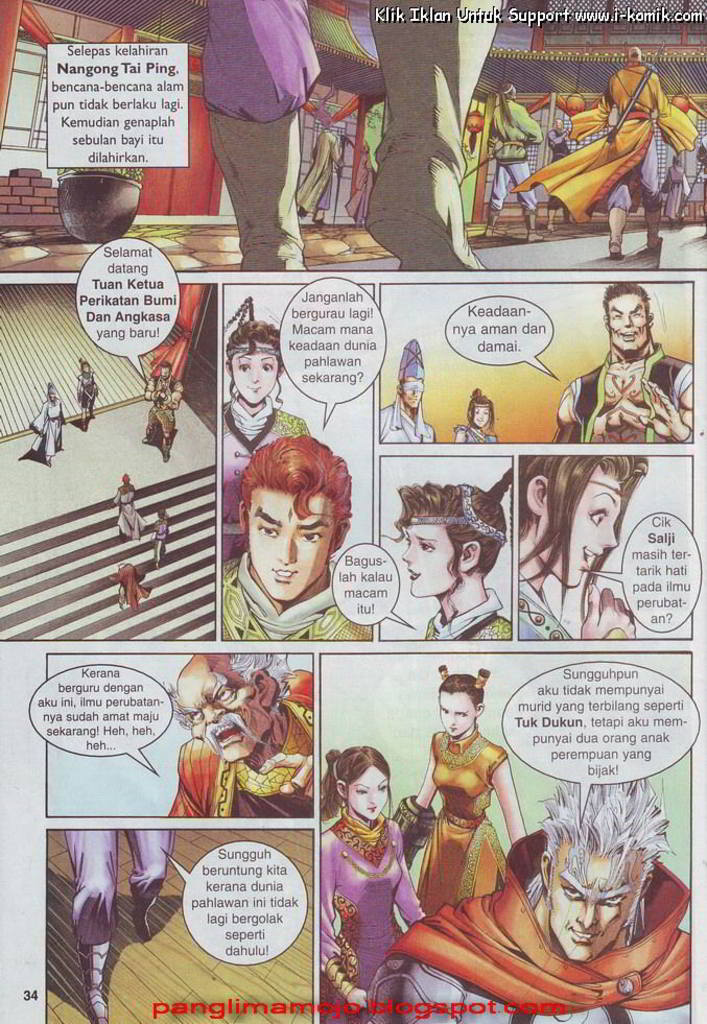 Klik Iklan Untuk Support www.i-komik.com
Selepas kelahiran
Nangong Tai Ping,
bencana-bencana alam
pun tidak berlaku lagi.
Kemudian genaplah
sebulan bayi itu
dilahirkan.
Selamat
datang
Tuan Ketua
Perikatan Bumi
Dan Angkasa
yang baru!
Janganlah
bergurau lagi!
Macam mana
keadaan dunia
pahlawan
sekarang?
Keadaan-
nya aman dan
damai.
Bagus-
lah kalau
macam
itu!
Cik
Salji
masih ter-
tarik hati
pada ilmu
perubat-
an?
Kerana
berguru dengan
aku ini, ilmu perubatan-
nya sudah amat maju
sekarang! Heh, heh,
heh...
Sungguhpun
aku tidak mempunyai
murid yang terbilang seperti
Tuk Dukun, tetapi aku mem-
punyai dua orang anak
perempuan yang
bijak!
Sungguh
beruntung kita
kerana dunia
pahlawan ini tidak
lagi bergolak
seperti
dahulu!
34
panglimamojo.blogspot.com